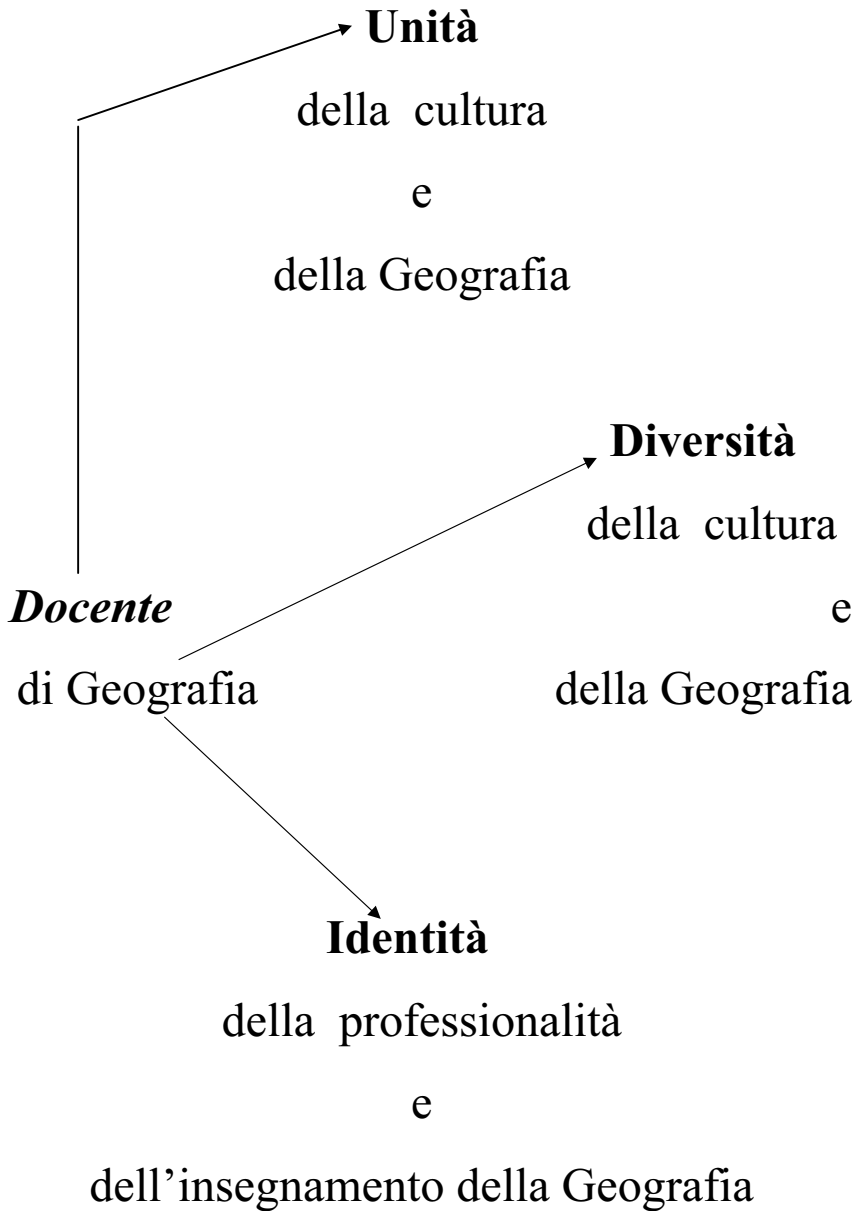 Unità
della cultura
e
della Geografia
Diversità
della cultura
Docente
e
di Geografia
della Geografia
Identità
della professionalità
e
dell’insegnamento della Geografia